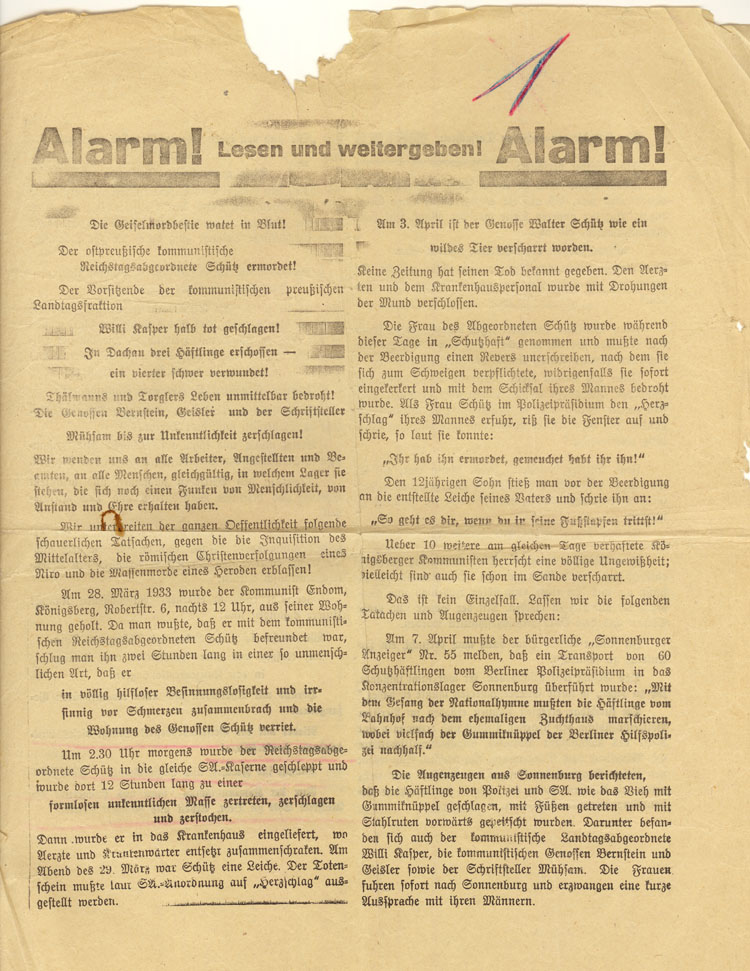 Alarm! Lesen und weitergeben! Alarm!
Die Geiselmordbestie watet in Blut!
Der ostpreußische kommunistische
Reichstagsabgeordnete Schütz ermordet!
Der Vorsitzende der kommunistischen preußischen
Landtagsfraktion
Willi Kasper halb tot geschlagen!
In Dachau drei Häftlinge erschossen —
ein vierter schwer verwundet!
Thälmanns und Torglers Leben unmittelbar bedroht!
Die Genossen Bernstein, Geisler und der Schriftsteller
Mühsam bis zur Unkenntlichkeit zerschlagen!
Wir wenden uns an alle Arbeiter, Angestellten und Be-
amten, an alle Menschen, gleichgültig, in welchem Lager sie
stehen, die sich noch einen Funken von Menschlichkeit, von
Anstand und Ehre erhalten haben.
Wir unterbreiten der ganzen Oeffentlichkeit folgende
schauerlichen Tatsachen, gegen die die Inquisition des
Mittelalters, die römischen Christenverfolgungen eines
Niro und die Massenmorde eines Heroden erblassen!
Am 28. März 1933 wurde der Kommunist Endom,
Königsberg, Robertstr. 6, nachts 12 Uhr, aus seiner Woh-
nung geholt. Da man wußte, daß er mit dem kommunisti-
schen Reichstagsabgeordneten Schütz befreundet war,
schlug man ihn zwei Stunden lang in einer so unmensch-
lichen Art, daß er
in völlig hilfloser Besinnungslosigkeit und irr-
sinnig vor Schmerzen zusammenbrach und die
Wohnung des Genossen Schütz verriet.
Um 2.30 Uhr morgens wurde der Reichstagsabge-
ordnete Schütz in die gleiche SA.-Kaserne geschleppt und
wurde dort 12 Stunden lang zu einer
formlosen unkenntlichen Masse zertreten, zerschlagen
und zerstochen.
Dann wurde er in das Krankenhaus eingeliefert, wo
Aerzte und Krankenwärter entsetzt zusammenschraken. Am
Abend des 29. März war Schütz eine Leiche. Der Toten-
schein mußte laut SA.-Anordnung auf „Herzschlag" aus-
gestellt werden.
Am 3. April ist der Genosse Walter Schütz wie ein
wildes Tier verscharrt worden.
Keine Zeitung hat seinen Tod bekannt gegeben. Den Aerz-
ten und dem Krankenhauspersonal wurde mit Drohungen
der Mund verschlossen.
Die Frau des Abgeordneten Schütz wurde während
dieser Tage in „Schutzhaft" genommen und mußte nach
der Beerdigung einen Revers unerschreiben, nach dem sie
sich zum Schweigen verpflichtete, widrigenfalls sie sofort
eingekerkert und mit dem Schicksal ihres Mannes bedroht
wurde. Als Frau Schütz im Polizeipräsidium den „Herz-
schlag" ihres Mannes erfuhr, riß sie die Fenster auf und
schrie, so laut sie konnte:
„Ihr hab ihn ermordet, gemeuchet habt ihr ihn!"
Den 12jährigen Sohn stieß man vor der Beerdigung
an die entstellte Leiche seines Vaters und schrie ihn an:
„So geht es dir, wenn du in seine Fußstapfen trittst!"
Ueber 10 weitere am gleichen Tage verhaftete Kö-
nigsberger Kommunisten herrscht eine völlige Ungewißheit;
vielleicht sind auch sie schon im Sande verscharrt.
Das ist kein Einzelfall. Lassen wir die folgenden
Tatachen und Augenzeugen sprechen:
Am 7. April mußte der bürgerliche „Sonnenburger
Anzeiger" Nr. 55 melden, daß ein Transport von 60
Schutzhäftlingen vom Berliner Polizeipräsidium in das
Konzentrationslager Sonnenburg überführt wurde: „Mit
dem Gesang der Nationalhymne mußten die Häftlinge vom
Bahnhof nach dem ehemaligen Zuchthaus marschieren,
wobei vielfach der Gummiknüppel der Berliner Hilfspoli-
zei nachhalf."
Die Augenzeugen aus Sonnenburg berichteten,
daß die Häftlinge von Polizei und SA. wie das Vieh mit
Gummiknüppel geschlagen, mit Füßen getreten und mit
Stahlruten vorwärts gepeitscht wurden. Darunter befan-
den sich auch der kommunistische Landtagsabgeordnete
Willi Kasper, die kommunistischen Genossen Bernstein und
Geisler sowie der Schriftsteller Mühsam. Die Frauen
fuhren sofort nach Sonnenburg und erzwangen eine kurze
Aussprache mit ihren Männern.